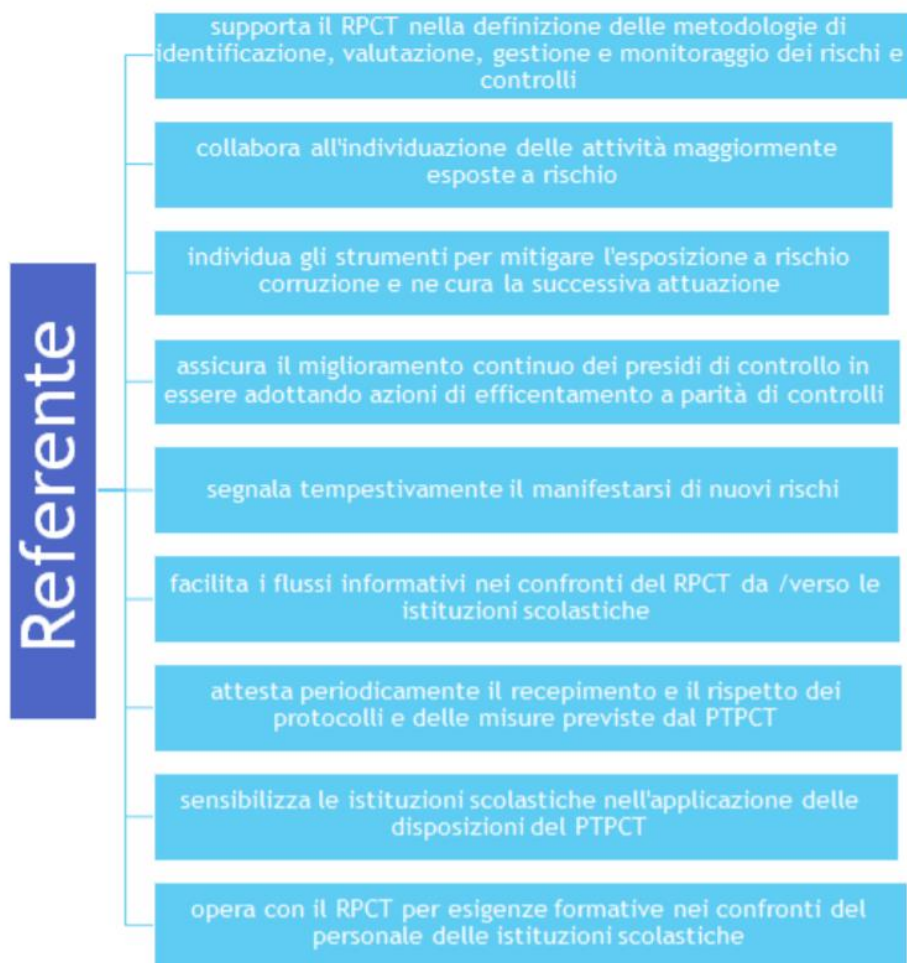 Referente
supporta il RPCT nella definizione delle metodologie di
identificazione, valutazione, gestione e monitoraggio dei rischi e
controlli
collabora all'individuazione delle attività maggiormente
esposte a rischio
individua gli strumenti per mitigare l'esposizione a rischio
corruzione e ne cura la successiva attuazione
assicura il miglioramento continuo dei presidi di controllo in
essere adottando azioni di efficentamento a parità di controlli
segnala tempestivamente il manifestarsi di nuovi rischi
facilita i flussi informativi nei confronti del RPCT da /verso le
istituzioni scolastiche
attesta periodicamente il recepimento e il rispetto dei
protocolli e delle misure previste dal PTPCT
sensibilizza le istituzioni scolastiche nell'applicazione delle
disposizioni del PTPCT
opera con il RPCT per esigenze formative nei confronti del
personale delle istituzioni scolastiche